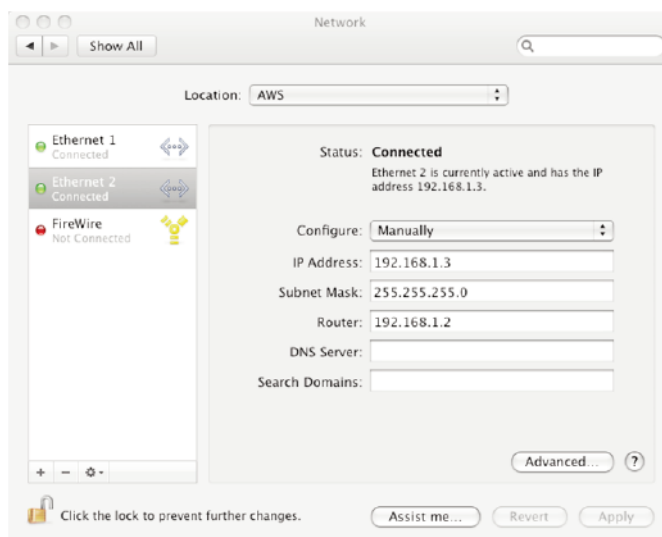 Network
Show All
Location: AWS
Ethernet 1
Connected
Ethernet 2
Connected
FireWire
Not Connected
Status: Connected
Ethernet 2 is currently active and has the IP
address 192.168.1.3.
Configure: Manually
IP Address: 192.168.1.3
Subnet Mask: 255.255.255.0
Router: 192.168.1.2
DNS Server:
Search Domains:
Advanced... ?
Click the lock to prevent further changes.
Assist me... Revert Apply